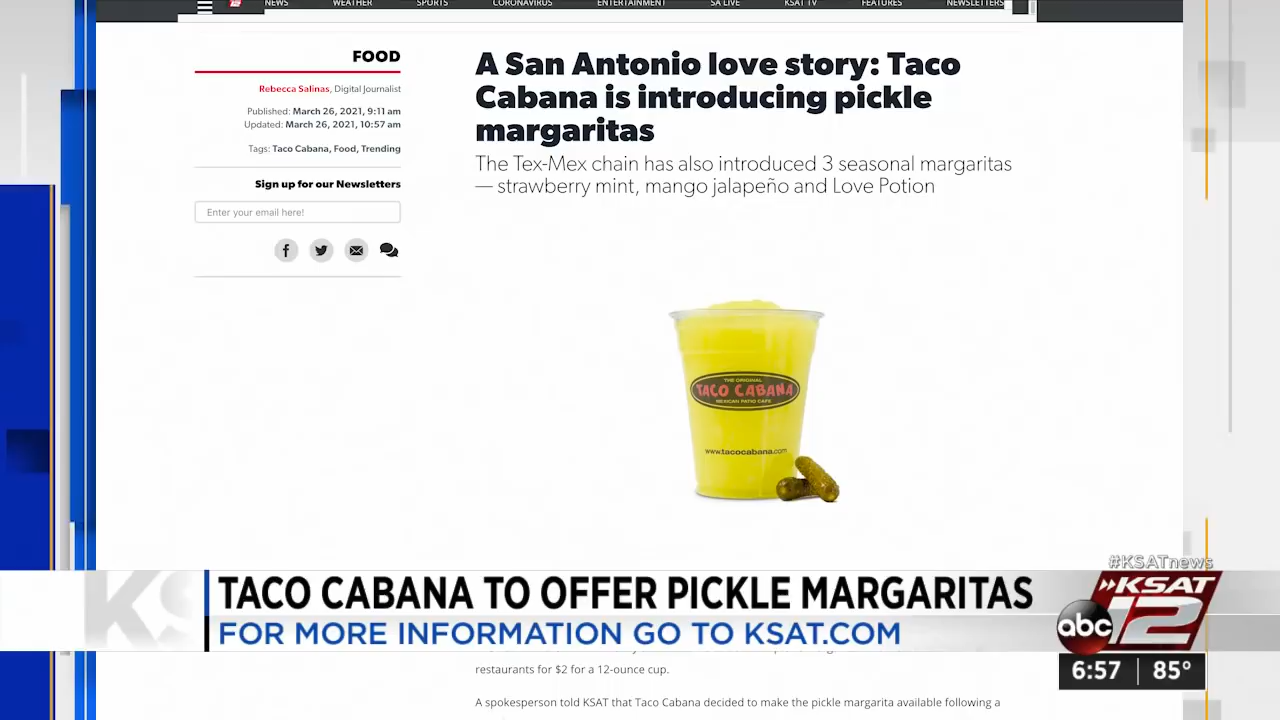 NEWS WEATHER SPORTS CORONAVIRUS ENTERTAINMENT SA LIVE KSAT TV FEATURES NEWSLETTERS
FOOD
Rebecca Salinas, Digital Journalist
Published: March 26, 2021, 9:11 am
Updated: March 26, 2021, 10:57 am
Tags: Taco Cabana, Food, Trending
Sign up for our Newsletters
Enter your email here!
A San Antonio love story: Taco
Cabana is introducing pickle
margaritas
The Tex-Mex chain has also introduced 3 seasonal margaritas
— strawberry mint, mango jalapeño and Love Potion
THE ORIGINAL
TACO CABANA
MEXICAN PATIO CAFE
www.tacocabana.com
#KSATnews
TACO CABANA TO OFFER PICKLE MARGARITAS
FOR MORE INFORMATION GO TO KSAT.COM
KSAT
abc 12
6:57 85°
restaurants for $2 for a 12-ounce cup.
A spokesperson told KSAT that Taco Cabana decided to make the pickle margarita available following a